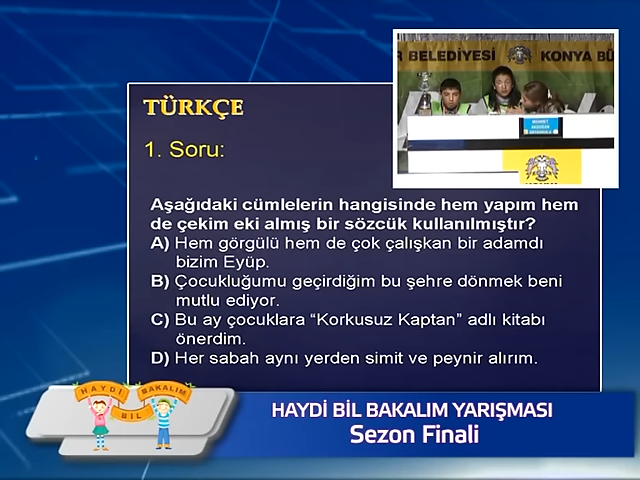 R BELEDİYESİ
KONYA BÜ
TÜRKÇE
1. Soru:
Aşağıdaki cümlelerin hangisinde hem yapım hem
de çekim eki almış bir sözcük kullanılmıştır?
A) Hem görgülü hem de çok çalışkan bir adamdı
bizim Eyüp.
B) Çocukluğumu geçirdiğim bu şehre dönmek beni
mutlu ediyor.
C) Bu ay çocuklara “Korkusuz Kaptan” adlı kitabı
önerdim.
D) Her sabah aynı yerden simit ve peynir alırım.
HAYDİ
BİL
BAKALIM
HAYDİ BİL BAKALIM YARIŞMASI
Sezon Finali